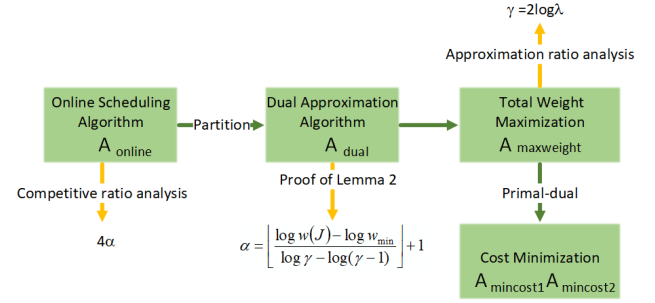 γ =2logλ
Approximation ratio analysis
Online Scheduling
Algorithm
A online
Partition
Dual Approximation
Algorithm
A dual
Total Weight
Maximization
A maxweight
Competitive ratio analysis
4α
Proof of Lemma 2
α = ⌊(log w(J) − log w_min) / (log γ − log(γ − 1))⌋ + 1
Primal-dual
Cost Minimization
A mincost1 A mincost2